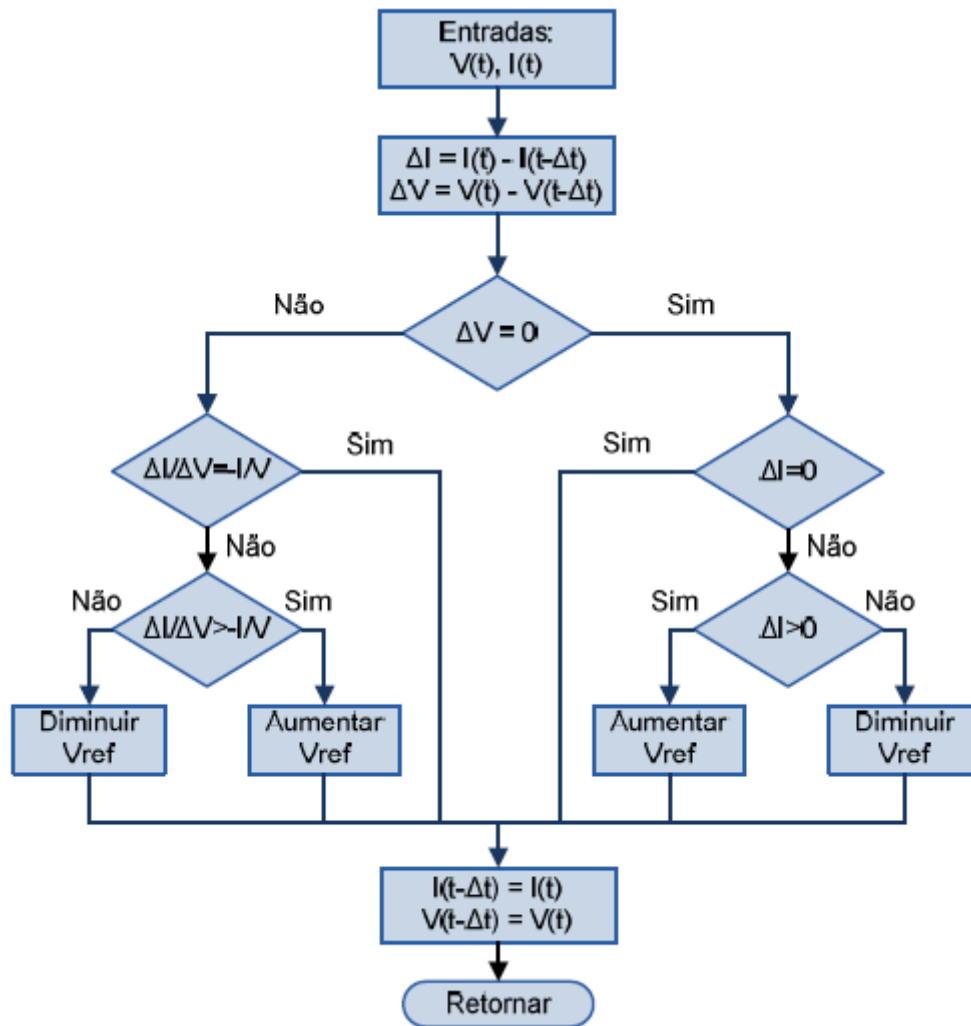 Entradas:
V(t), I(t)
ΔI = I(t) - I(t-Δt)
ΔV = V(t) - V(t-Δt)
Não
Sim
ΔV = 0
ΔI/ΔV=-I/V
Sim
Sim
ΔI=0
Não
Não
Não
ΔI/ΔV>-I/V
Sim
Sim
ΔI>0
Não
Diminuir
Vref
Aumentar
Vref
Aumentar
Vref
Diminuir
Vref
I(t-Δt) = I(t)
V(t-Δt) = V(t)
Retornar